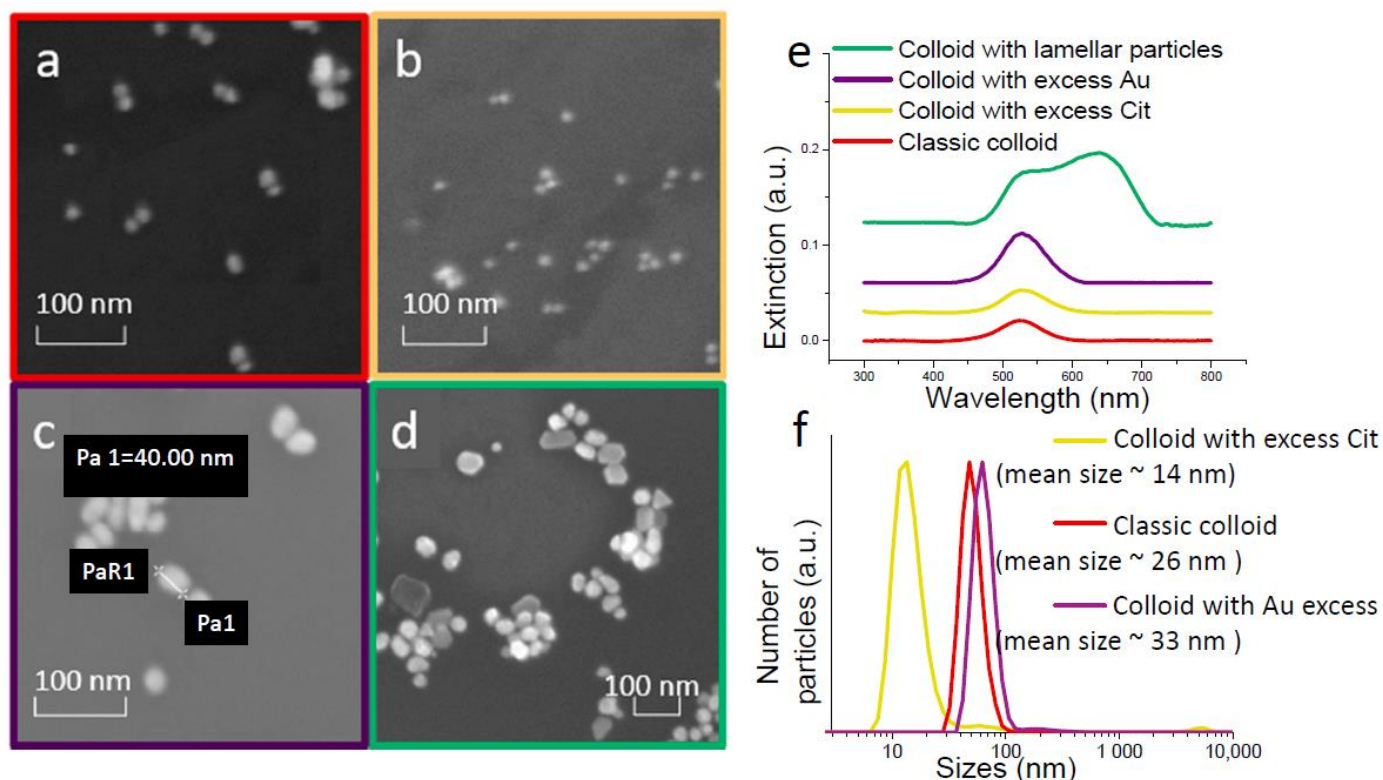 a
b
100 nm
100 nm
c
Pa 1=40.00 nm
PaR1
Pa1
100 nm
d
100 nm
e
Colloid with lamellar particles
Colloid with excess Au
Colloid with excess Cit
Classic colloid
0.2
0.1
0.0
Extinction (a.u.)
300 400 500 600 700 800
Wavelength (nm)
f
Colloid with excess Cit
(mean size ~ 14 nm)
Classic colloid
(mean size ~ 26 nm )
Colloid with Au excess
(mean size ~ 33 nm )
Number of
particles (a.u.)
10 100 1 000 10,000
Sizes (nm)